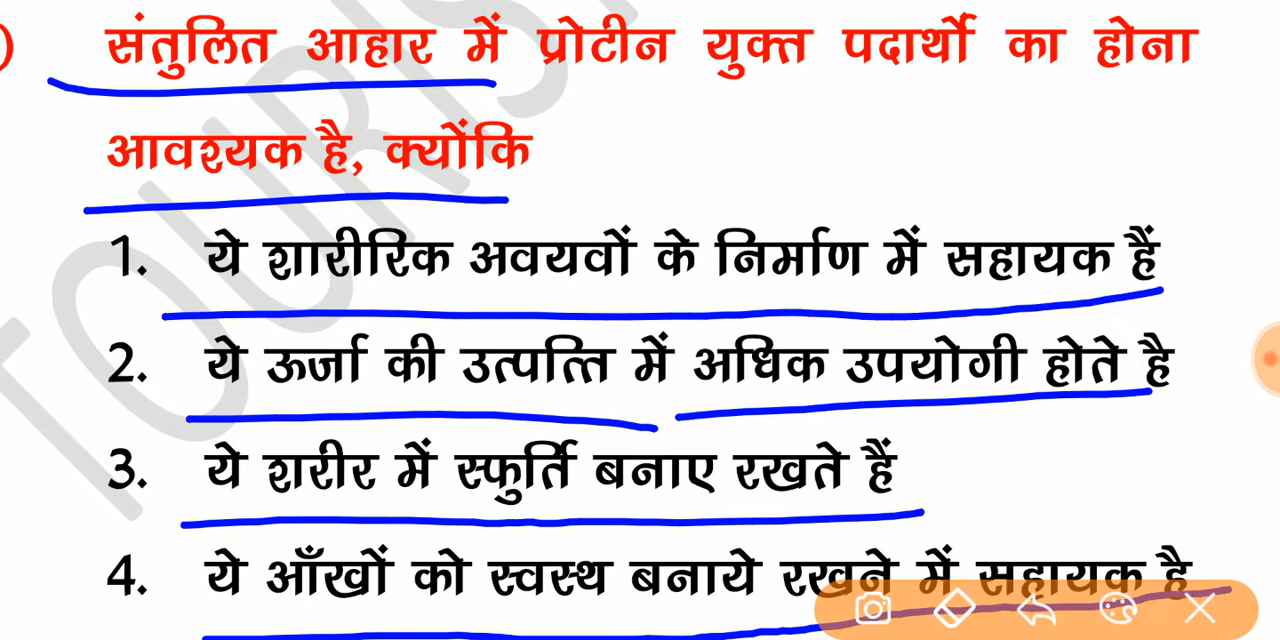 ) संतुलित आहार में प्रोटीन युक्त पदार्थों का होना
आवश्यक है, क्योंकि
1. ये शारीरिक अवयवों के निर्माण में सहायक हैं
2. ये ऊर्जा की उत्पत्ति में अधिक उपयोगी होते है
3. ये शरीर में स्फुर्ति बनाए रखते हैं
4. ये आँखों को स्वस्थ बनाये रखने में सहायक है
TOURIS